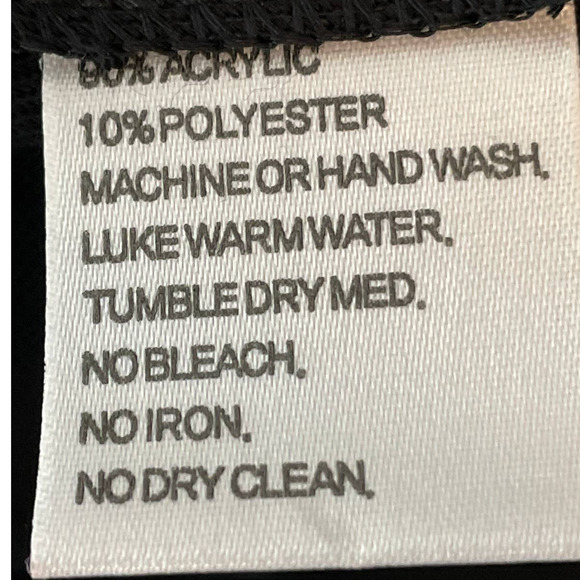 90% ACRYLIC
10% POLYESTER
MACHINE OR HAND WASH.
LUKE WARM WATER.
TUMBLE DRY MED.
NO BLEACH.
NO IRON.
NO DRY CLEAN.